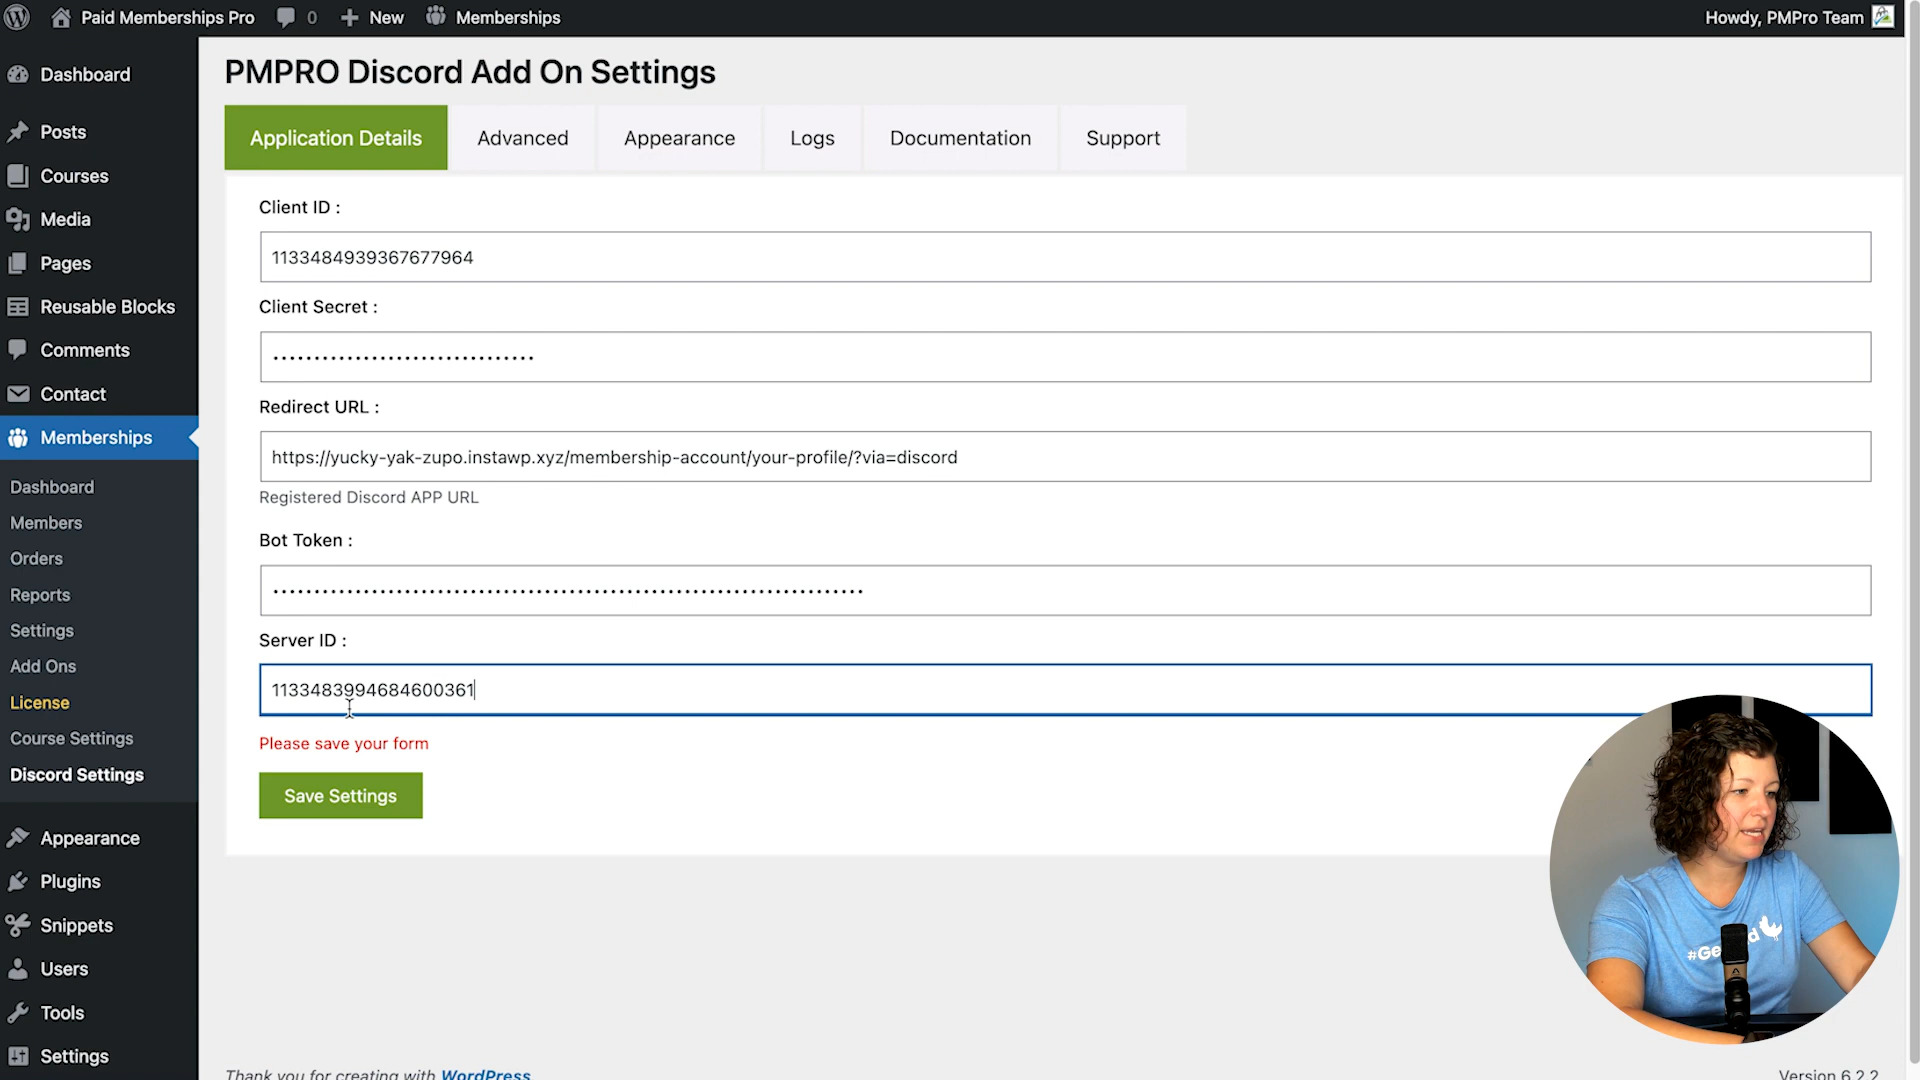 Paid Memberships Pro 0 New Memberships Howdy, PMPro Team
Dashboard
Posts
Courses
Media
Pages
Reusable Blocks
Comments
Contact
Memberships
Dashboard
Members
Orders
Reports
Settings
Add Ons
License
Course Settings
Discord Settings
Appearance
Plugins
Snippets
Users
Tools
Settings
PMPRO Discord Add On Settings
Application Details Advanced Appearance Logs Documentation Support
Client ID :
1133484939367677964
Client Secret :
Redirect URL :
https://yucky-yak-zupo.instawp.xyz/membership-account/your-profile/?via=discord
Registered Discord APP URL
Bot Token :
Server ID :
1133483994684600361
Please save your form
Save Settings
Thank you for creating with WordPress.
Version 6.2.2